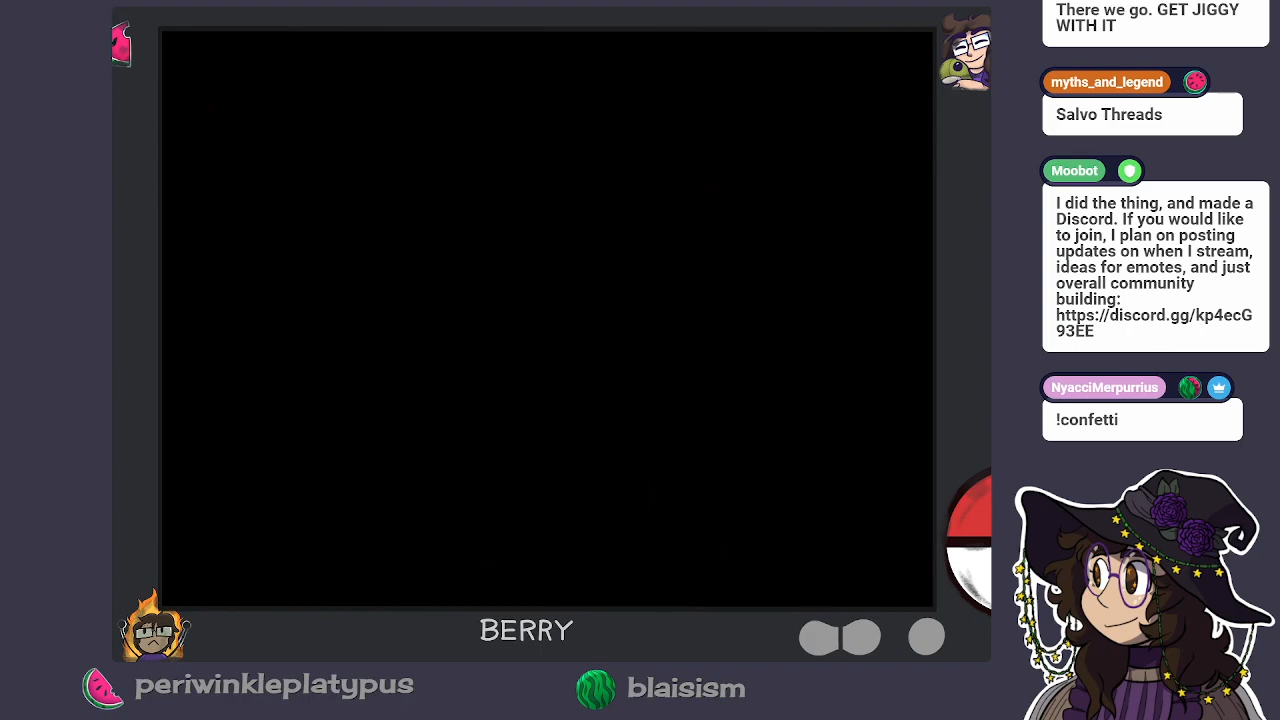 There we go. GET JIGGY
WITH IT
myths_and_legend
Salvo Threads
Moobot
I did the thing, and made a
Discord. If you would like
to join, I plan on posting
updates on when I stream,
ideas for emotes, and just
overall community
building:
https://discord.gg/kp4ecG
93EE
NyacciMerpurrius
!confetti
BERRY
periwinkleplatypus
blaisism